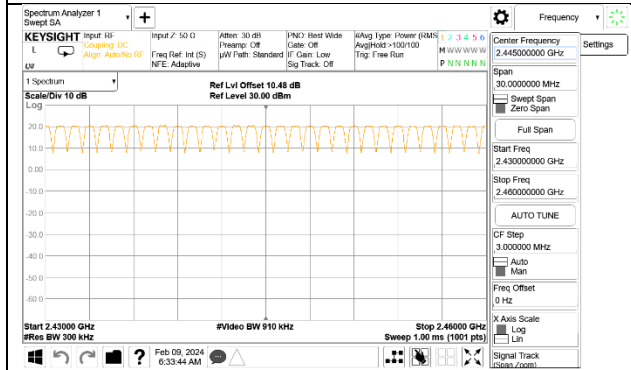 Spectrum Analyzer 1
Swept SA
+
Frequency
KEYSIGHT
L
Input: RF
Coupling: DC
Align: Auto/No RF
Input Z: 50 Ω
Freq Ref: Int (S)
NFE: Adaptive
Atten: 30 dB
Preamp: Off
µW Path: Standard
PNO: Best Wide
Gate: Off
IF Gain: Low
Sig Track: Off
#Avg Type: Power (RMS
Avg|Hold:>100/100
Trig: Free Run
1 2 3 4 5 6
M W W W W W
P N N N N N
Center Frequency
2.445000000 GHz
Settings
Span
30.0000000 MHz
Swept Span
Zero Span
Full Span
Start Freq
2.430000000 GHz
Stop Freq
2.460000000 GHz
AUTO TUNE
CF Step
3.000000 MHz
Auto
Man
Freq Offset
0 Hz
X Axis Scale
Log
Lin
Signal Track
(Span Zoom)
1 Spectrum
Scale/Div 10 dB
Log
Ref Lvl Offset 10.48 dB
Ref Level 30.00 dBm
20.0
10.0
0.00
-10.0
-20.0
-30.0
-40.0
-50.0
-60.0
Start 2.43000 GHz
#Res BW 300 kHz
#Video BW 910 kHz
Stop 2.46000 GHz
Sweep 1.00 ms (1001 pts)
?
Feb 09, 2024
6:33:44 AM